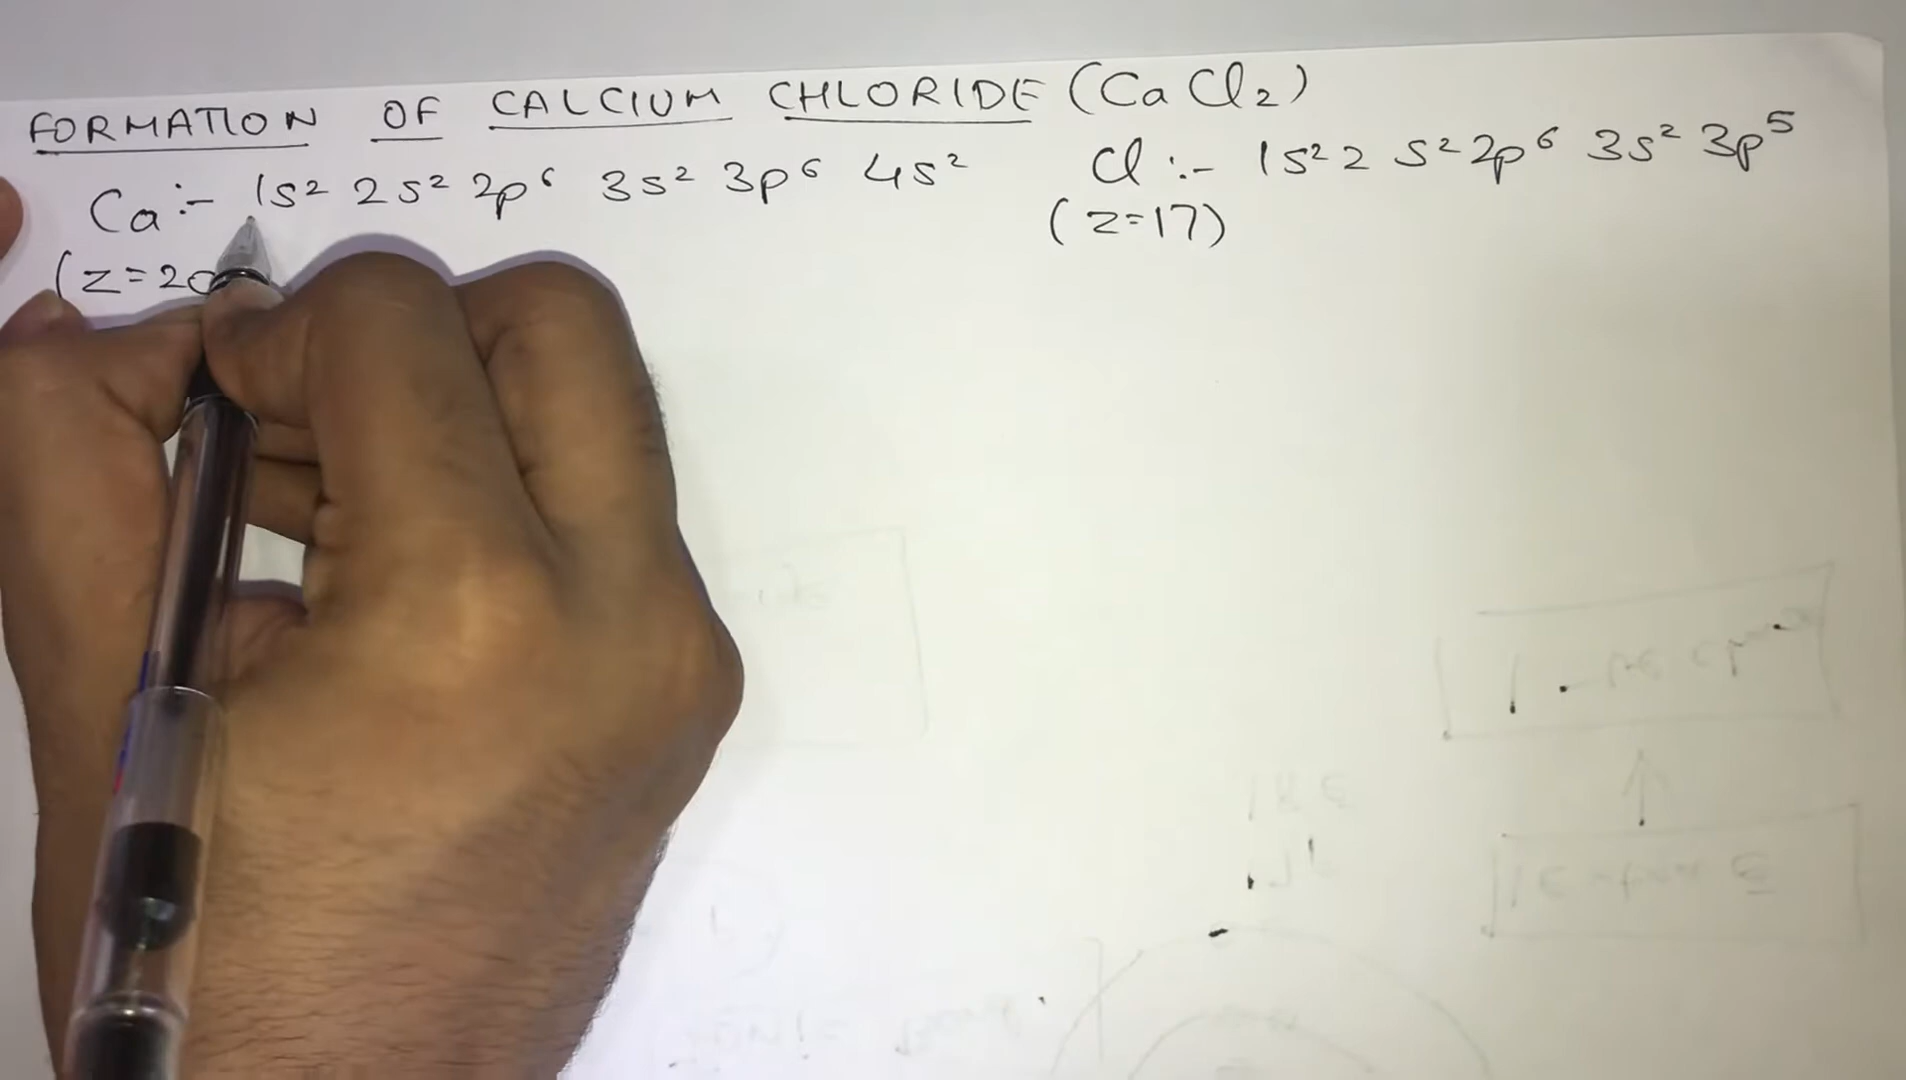 FORMATION OF CALCIUM CHLORIDE (CaCl₂)
Ca :- 1s² 2s² 2p⁶ 3s² 3p⁶ 4s²
(z=20
Cl :- 1s² 2s² 2p⁶ 3s² 3p⁵
(z=17)